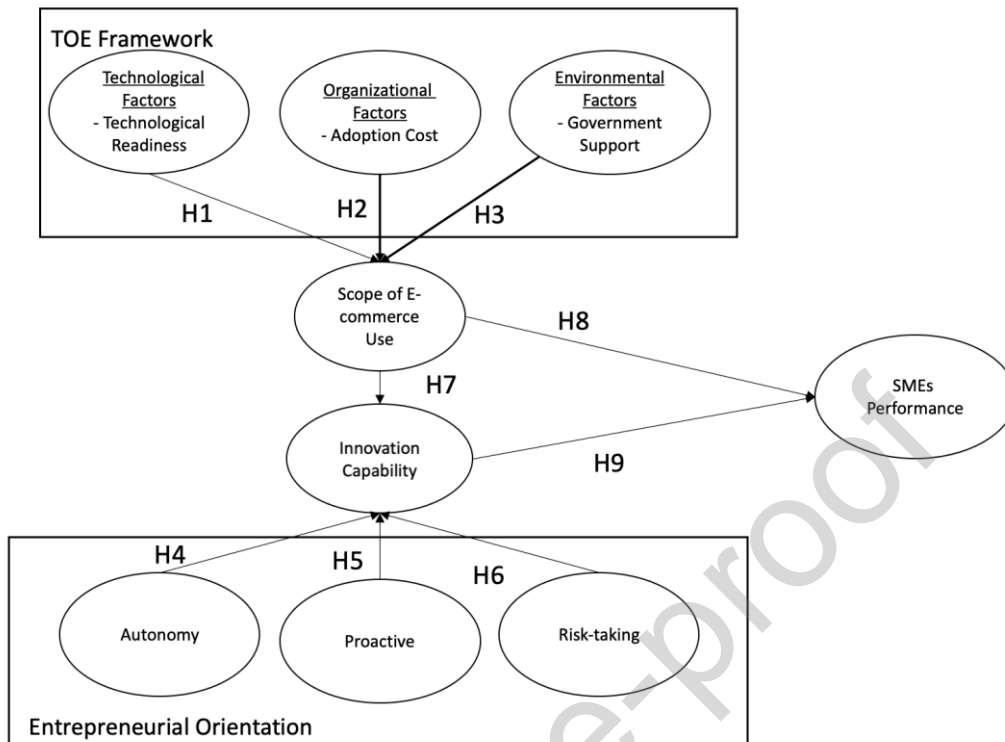 TOE Framework
Technological
Factors
- Technological
Readiness
Organizational
Factors
- Adoption Cost
Environmental
Factors
- Government
Support
H1
H2
H3
Scope of E-
commerce
Use
H8
H7
SMEs
Performance
Innovation
Capability
H9
H4
H5
H6
Autonomy
Proactive
Risk-taking
Entrepreneurial Orientation
e-proof